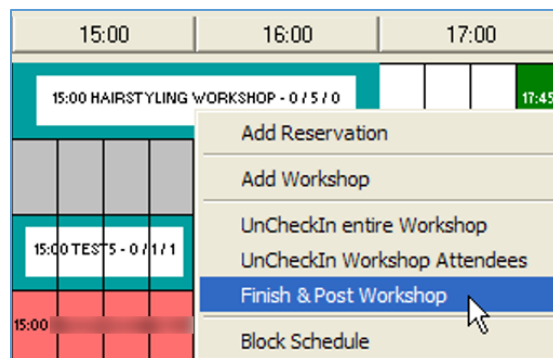 15:00 16:00 17:00
15:00 HAIRSTYLING WORKSHOP - 0 / 5 / 0
17:45
Add Reservation
Add Workshop
UnCheckIn entire Workshop
15:00 TESTS - 0 / 1 / 1
UnCheckIn Workshop Attendees
Finish & Post Workshop
15:00
Block Schedule